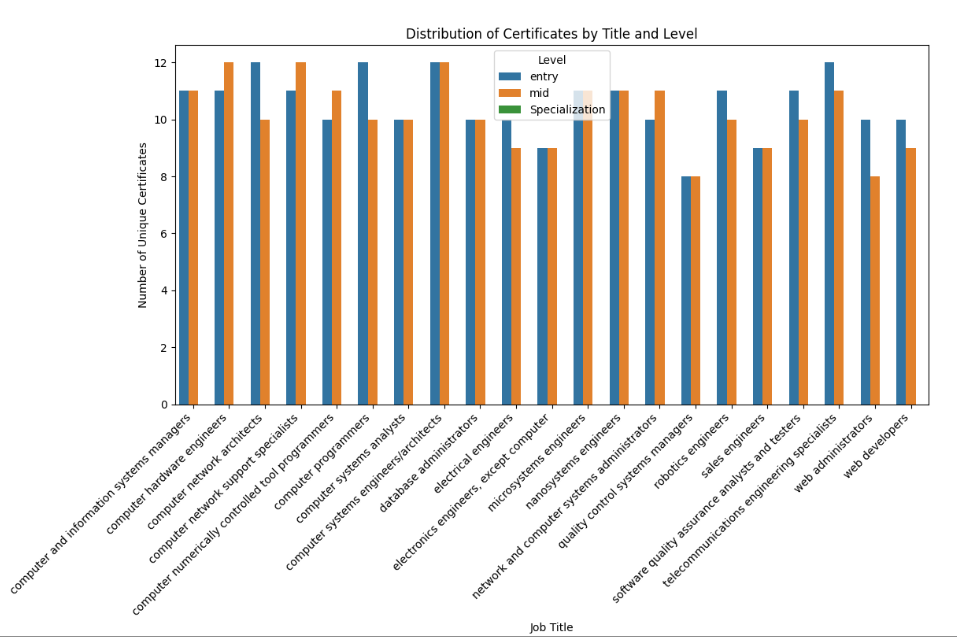 Distribution of Certificates by Title and Level
Level
entry
mid
Specialization
Number of Unique Certificates
12
10
8
6
4
2
0
computer and information systems managers
computer hardware engineers
computer network architects
computer network support specialists
computer numerically controlled tool programmers
computer programmers
computer systems analysts
computer systems engineers/architects
database administrators
electrical engineers
electronics engineers, except computer
microsystems engineers
nanosystems engineers
network and computer systems administrators
quality control systems managers
robotics engineers
sales engineers
software quality assurance analysts and testers
telecommunications engineering specialists
web administrators
web developers
Job Title